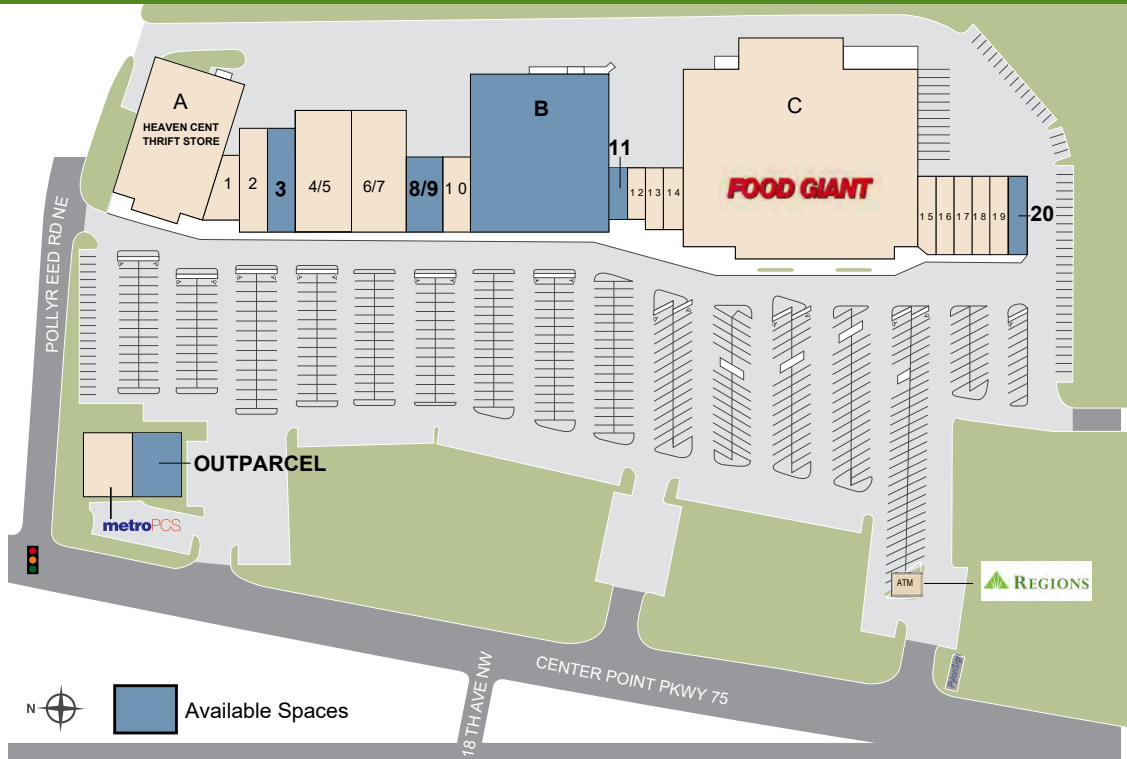 A
HEAVEN CENT
THRIFT STORE
1
2
3
4/5
6/7
8/9
1 0
B
11
1 2
1 3
1 4
C
FOOD GIANT
1 5
1 6
1 7
1 8
1 9
20
POLLYR EED RD NE
OUTPARCEL
metroPCS
ATM
REGIONS
PylonSign
CENTER POINT PKWY 75
18 TH AVE NW
N
Available Spaces